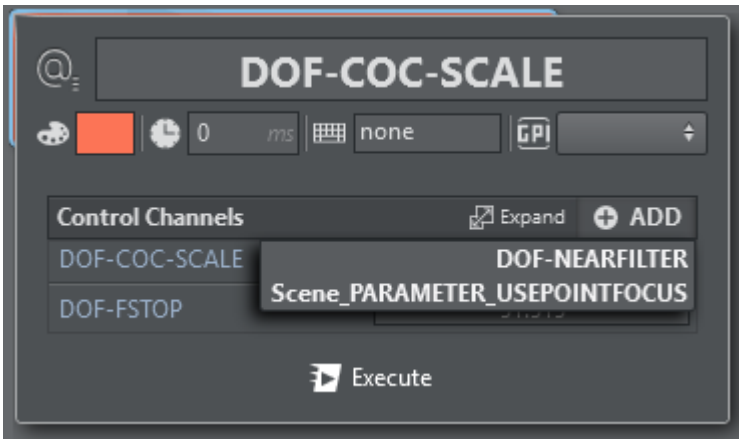 @
DOF-COC-SCALE
0 ms none GPI
Control Channels Expand ADD
DOF-COC-SCALE DOF-NEARFILTER
Scene_PARAMETER_USEPOINTFOCUS
DOF-FSTOP
Execute